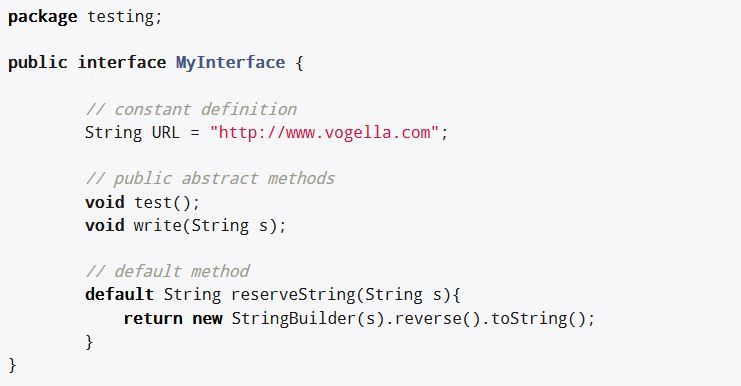 package testing;
public interface MyInterface {
// constant definition
String URL = "http://www.vogella.com";
// public abstract methods
void test();
void write(String s);
// default method
default String reserveString(String s){
return new StringBuilder(s).reverse().toString();
}
}